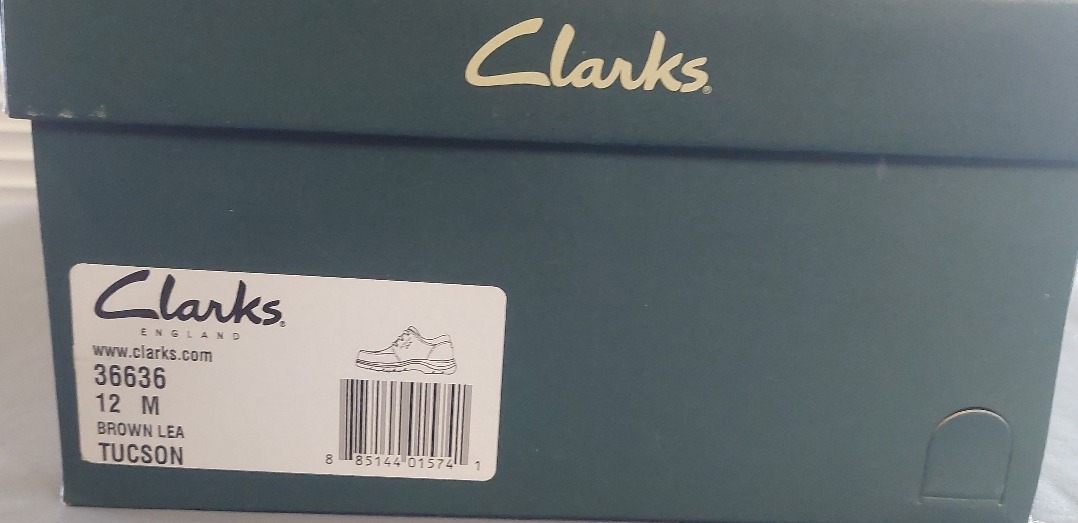 Clarks®
Clarks®
ENGLAND
www.clarks.com
36636
12 M
BROWN LEA
TUCSON
8 85144 01574 1